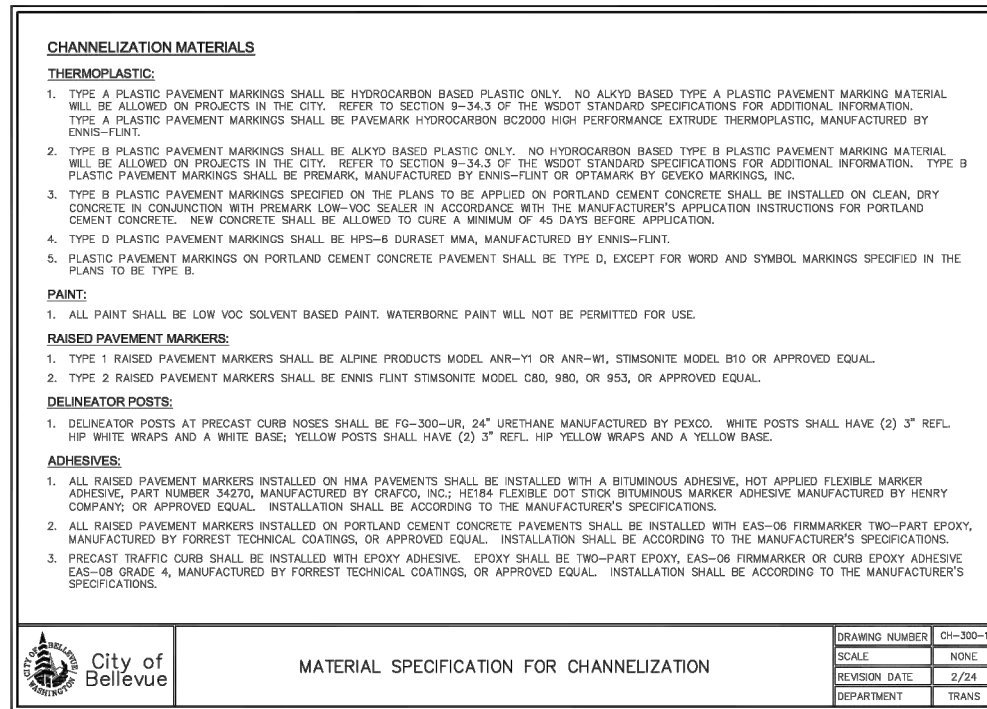 CHANNELIZATION MATERIALS
THERMOPLASTIC:
1. TYPE A PLASTIC PAVEMENT MARKINGS SHALL BE HYDROCARBON BASED PLASTIC ONLY. NO ALKYD BASED TYPE A PLASTIC PAVEMENT MARKING MATERIAL
WILL BE ALLOWED ON PROJECTS IN THE CITY. REFER TO SECTION 9-34.3 OF THE WSDOT STANDARD SPECIFICATIONS FOR ADDITIONAL INFORMATION.
TYPE A PLASTIC PAVEMENT MARKINGS SHALL BE PAVEMARK HYDROCARBON BC2000 HIGH PERFORMANCE EXTRUDE THERMOPLASTIC, MANUFACTURED BY
ENNIS-FLINT.
2. TYPE B PLASTIC PAVEMENT MARKINGS SHALL BE ALKYD BASED PLASTIC ONLY. NO HYDROCARBON BASED TYPE B PLASTIC PAVEMENT MARKING MATERIAL
WILL BE ALLOWED ON PROJECTS IN THE CITY. REFER TO SECTION 9-34.3 OF THE WSDOT STANDARD SPECIFICATIONS FOR ADDITIONAL INFORMATION. TYPE B
PLASTIC PAVEMENT MARKINGS SHALL BE PREMARK, MANUFACTURED BY ENNIS-FLINT OR OPTAMARK BY GEVEKO MARKINGS, INC.
3. TYPE B PLASTIC PAVEMENT MARKINGS SPECIFIED ON THE PLANS TO BE APPLIED ON PORTLAND CEMENT CONCRETE SHALL BE INSTALLED ON CLEAN, DRY
CONCRETE IN CONJUNCTION WITH PREMARK LOW-VOC SEALER IN ACCORDANCE WITH THE MANUFACTURER'S APPLICATION INSTRUCTIONS FOR PORTLAND
CEMENT CONCRETE. NEW CONCRETE SHALL BE ALLOWED TO CURE A MINIMUM OF 45 DAYS BEFORE APPLICATION.
4. TYPE D PLASTIC PAVEMENT MARKINGS SHALL BE HPS-6 DURASET MMA, MANUFACTURED BY ENNIS-FLINT.
5. PLASTIC PAVEMENT MARKINGS ON PORTLAND CEMENT CONCRETE PAVEMENT SHALL BE TYPE D, EXCEPT FOR WORD AND SYMBOL MARKINGS SPECIFIED IN THE
PLANS TO BE TYPE B.
PAINT:
1. ALL PAINT SHALL BE LOW VOC SOLVENT BASED PAINT. WATERBORNE PAINT WILL NOT BE PERMITTED FOR USE.
RAISED PAVEMENT MARKERS:
1. TYPE 1 RAISED PAVEMENT MARKERS SHALL BE ALPINE PRODUCTS MODEL ANR-Y1 OR ANR-W1, STIMSONITE MODEL B10 OR APPROVED EQUAL.
2. TYPE 2 RAISED PAVEMENT MARKERS SHALL BE ENNIS FLINT STIMSONITE MODEL C80, 980, OR 953, OR APPROVED EQUAL.
DELINEATOR POSTS:
1. DELINEATOR POSTS AT PRECAST CURB NOSES SHALL BE FG-300-UR, 24" URETHANE MANUFACTURED BY PEXCO. WHITE POSTS SHALL HAVE (2) 3" REFL.
HIP WHITE WRAPS AND A WHITE BASE; YELLOW POSTS SHALL HAVE (2) 3" REFL. HIP YELLOW WRAPS AND A YELLOW BASE.
ADHESIVES:
1. ALL RAISED PAVEMENT MARKERS INSTALLED ON HMA PAVEMENTS SHALL BE INSTALLED WITH A BITUMINOUS ADHESIVE, HOT APPLIED FLEXIBLE MARKER
ADHESIVE, PART NUMBER 34270, MANUFACTURED BY CRAFCO, INC.; HE184 FLEXIBLE DOT STICK BITUMINOUS MARKER ADHESIVE MANUFACTURED BY HENRY
COMPANY; OR APPROVED EQUAL. INSTALLATION SHALL BE ACCORDING TO THE MANUFACTURER'S SPECIFICATIONS.
2. ALL RAISED PAVEMENT MARKERS INSTALLED ON PORTLAND CEMENT CONCRETE PAVEMENTS SHALL BE INSTALLED WITH EAS-06 FIRMMARKER TWO-PART EPOXY,
MANUFACTURED BY FORREST TECHNICAL COATINGS, OR APPROVED EQUAL. INSTALLATION SHALL BE ACCORDING TO THE MANUFACTURER'S SPECIFICATIONS.
3. PRECAST TRAFFIC CURB SHALL BE INSTALLED WITH EPOXY ADHESIVE. EPOXY SHALL BE TWO-PART EPOXY, EAS-06 FIRMMARKER OR CURB EPOXY ADHESIVE
EAS-08 GRADE 4, MANUFACTURED BY FORREST TECHNICAL COATINGS, OR APPROVED EQUAL. INSTALLATION SHALL BE ACCORDING TO THE MANUFACTURER'S
SPECIFICATIONS.
CITY OF BELLEVUE
WASHINGTON
City of
Bellevue
MATERIAL SPECIFICATION FOR CHANNELIZATION
DRAWING NUMBER CH-300-1
SCALE NONE
REVISION DATE 2/24
DEPARTMENT TRANS